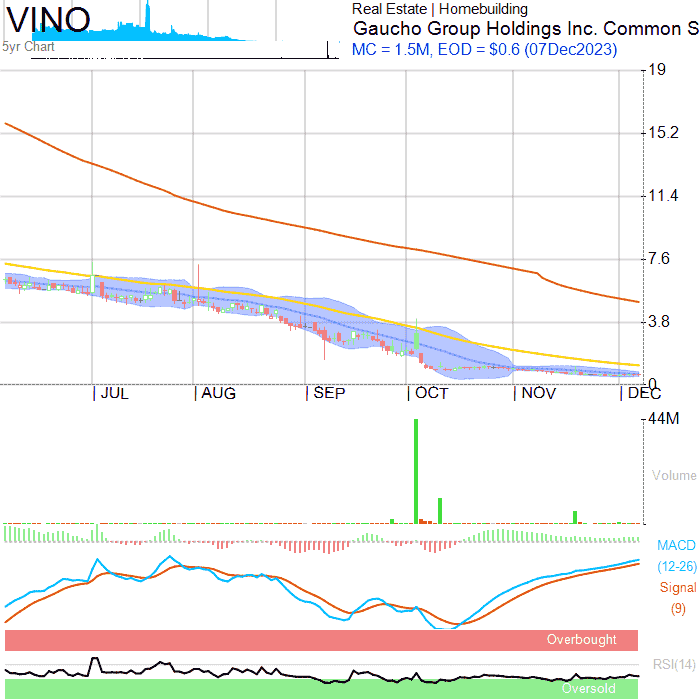 VINO
Real Estate | Homebuilding
Gaucho Group Holdings Inc. Common S
5yr Chart
MC = 1.5M, EOD = $0.6 (07Dec2023)
19
15.2
11.4
7.6
3.8
0
JUL
AUG
SEP
OCT
NOV
DEC
44M
Volume
MACD
(12-26)
Signal
(9)
Overbought
RSI(14)
Oversold